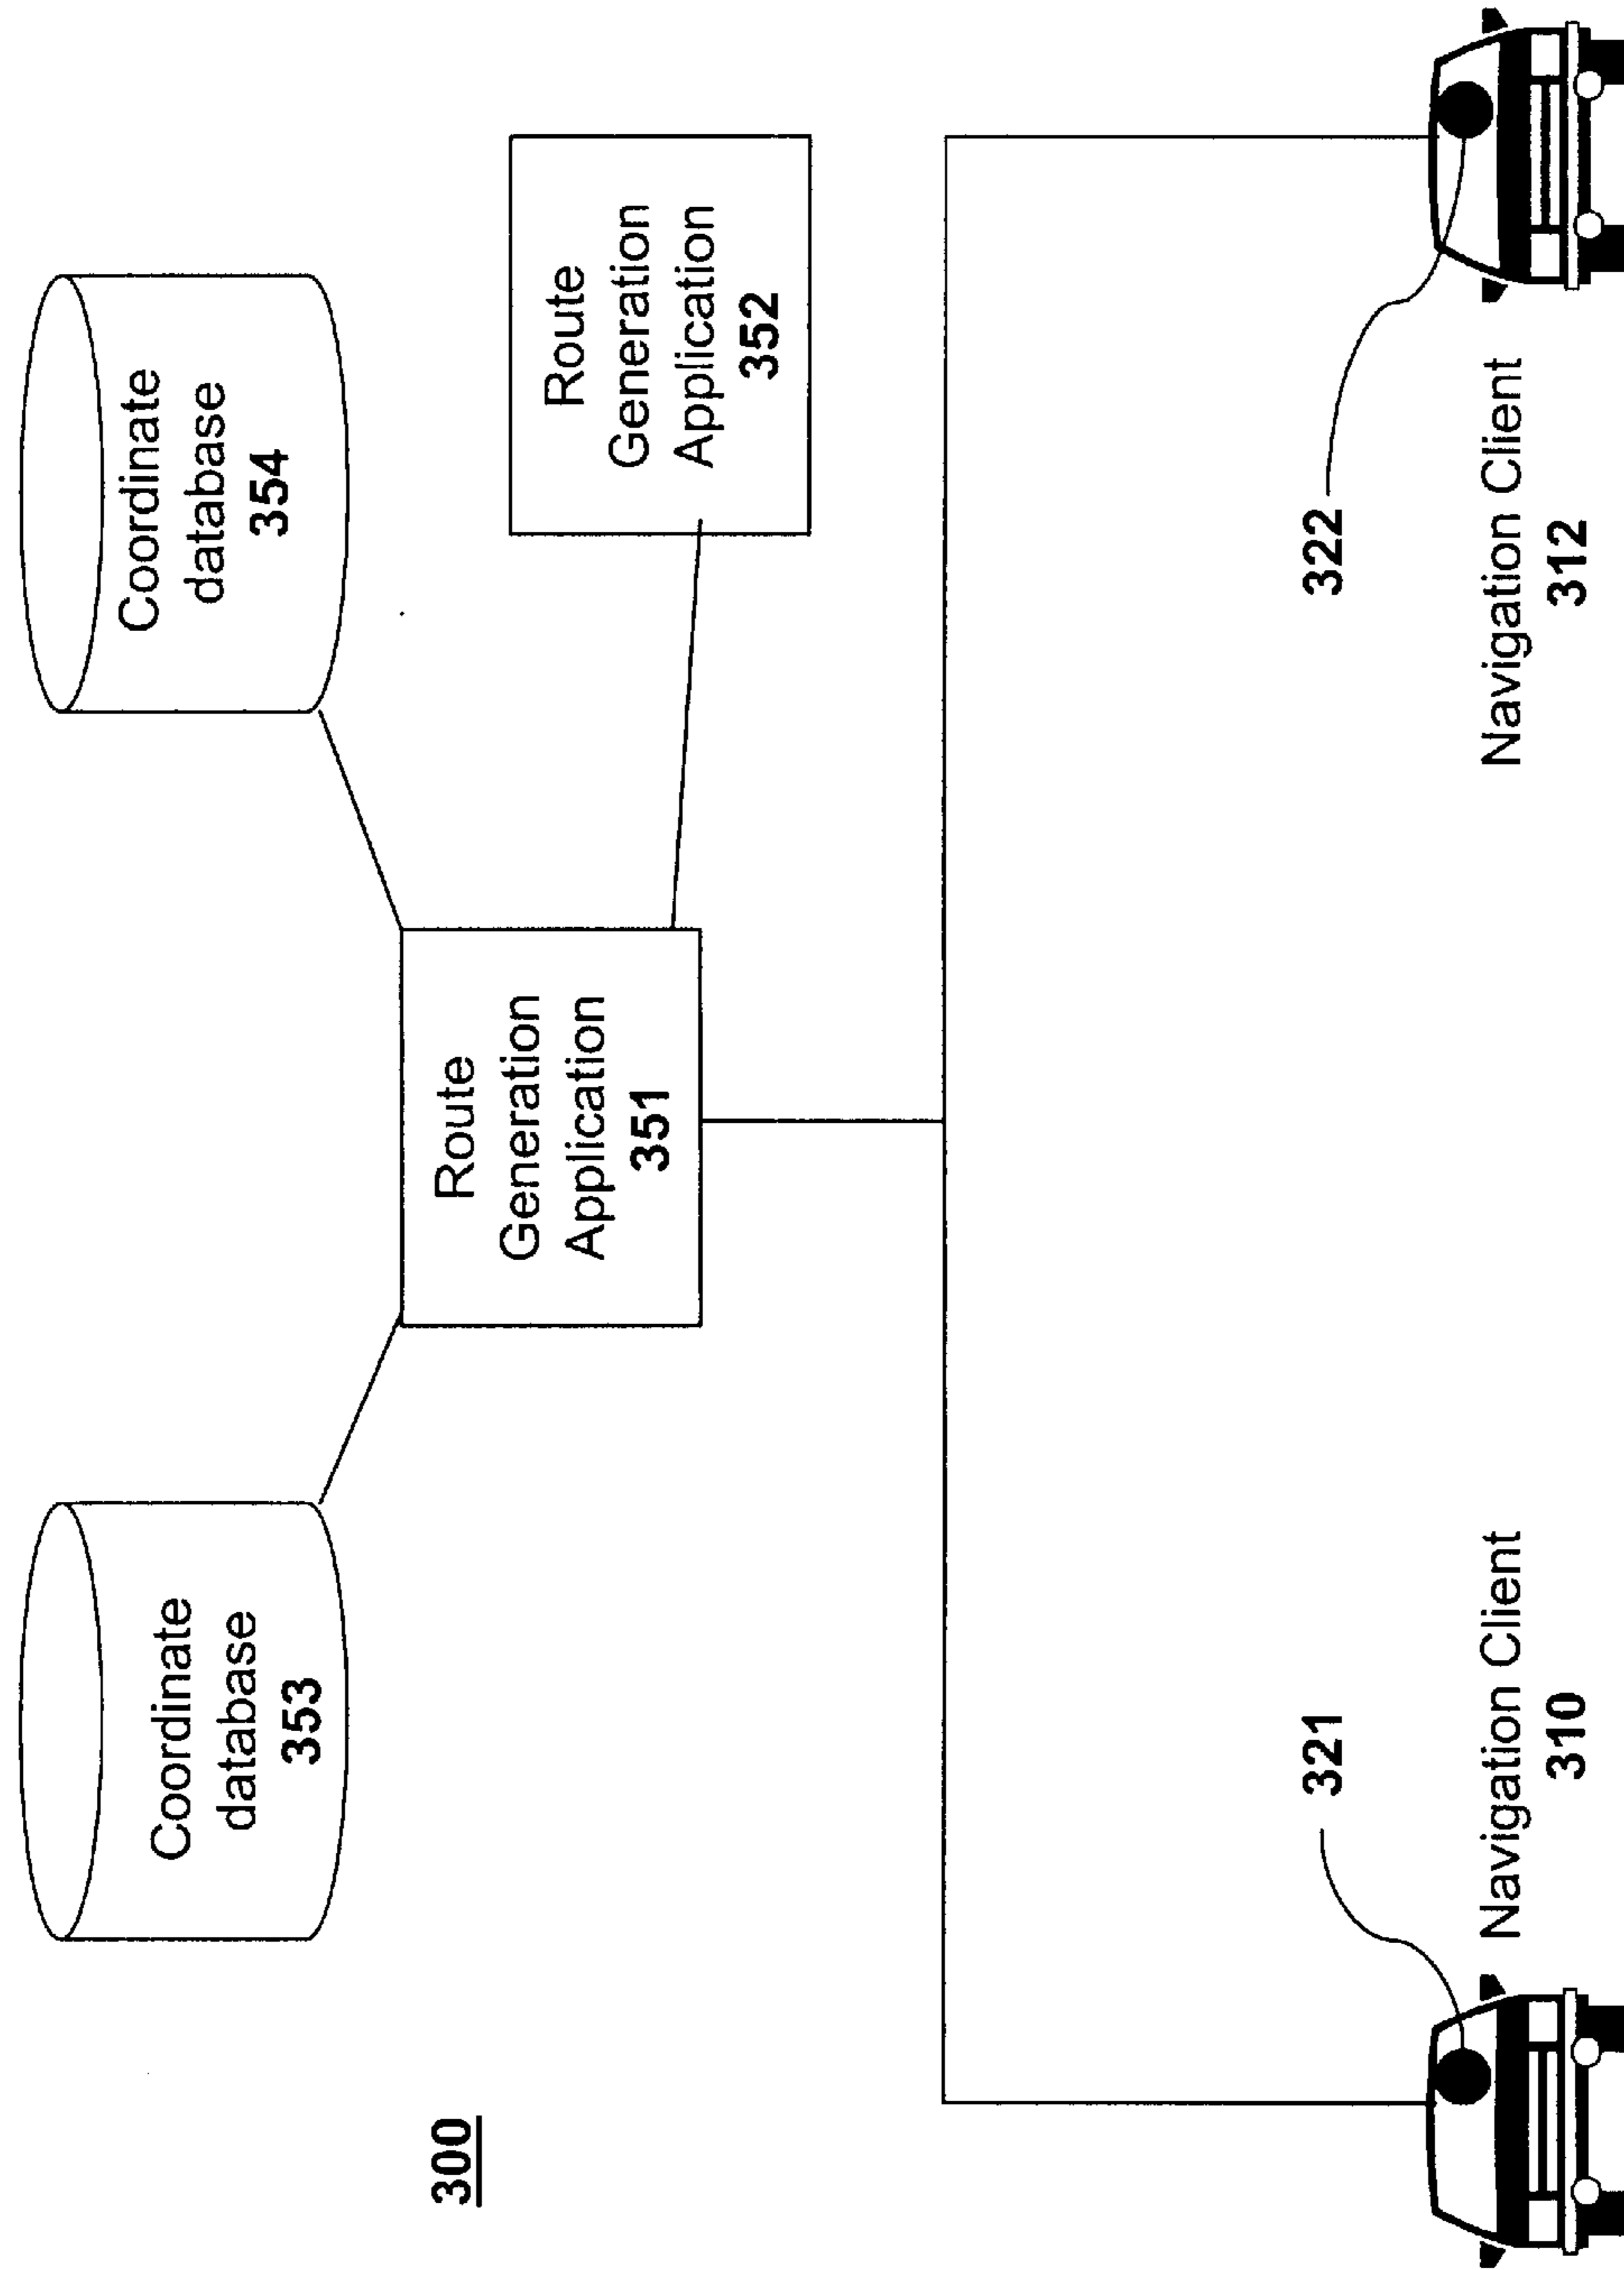 Coordinate
database
353
Coordinate
database
354
Route
Generation
Application
351
Route
Generation
Application
352
300
321
322
Navigation Client
310
Navigation Client
312